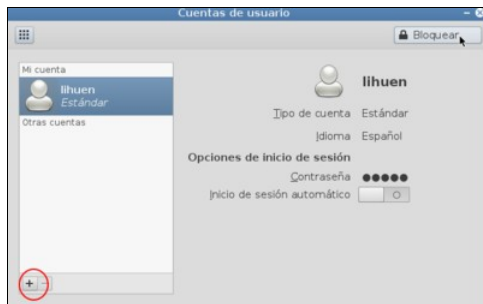 Cuentas de usuario
Bloquear
Mi cuenta
lihuen
Estándar
Otras cuentas
lihuen
Tipo de cuenta Estándar
Idioma Español
Opciones de inicio de sesión
Contraseña ●●●●●
Inicio de sesión automático